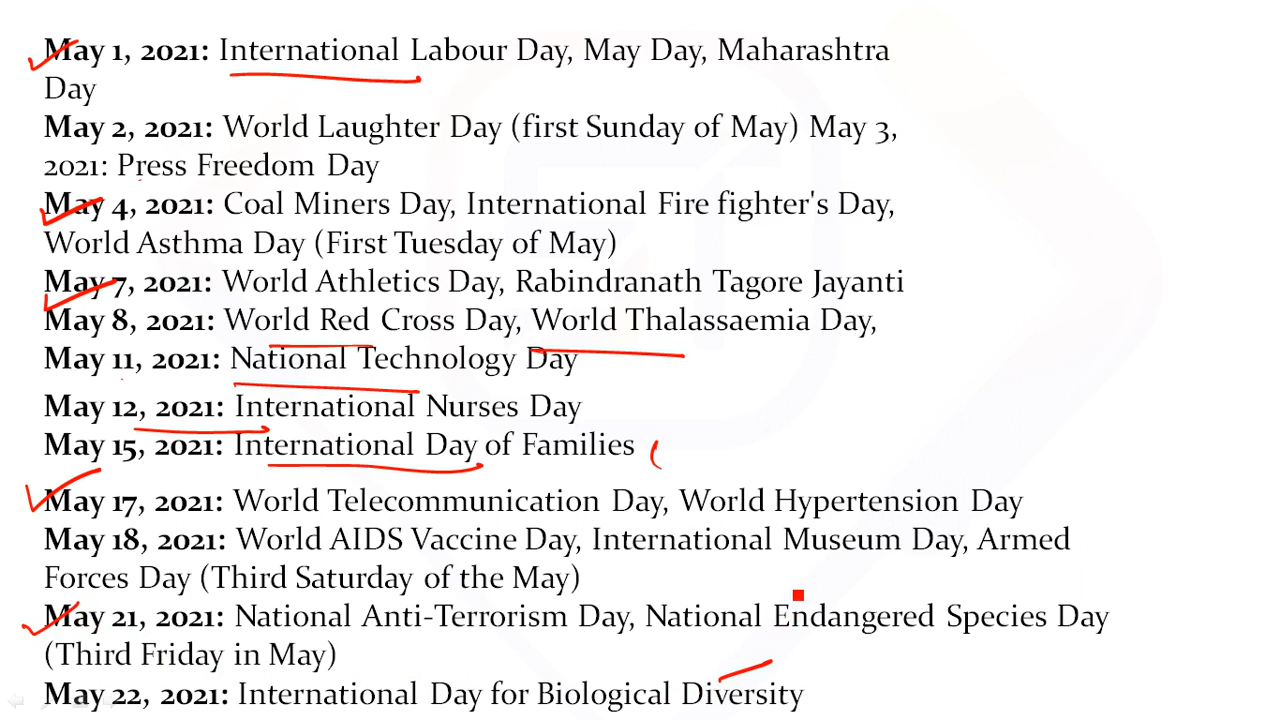 May 1, 2021: International Labour Day, May Day, Maharashtra
Day
May 2, 2021: World Laughter Day (first Sunday of May) May 3,
2021: Press Freedom Day
May 4, 2021: Coal Miners Day, International Fire fighter's Day,
World Asthma Day (First Tuesday of May)
May 7, 2021: World Athletics Day, Rabindranath Tagore Jayanti
May 8, 2021: World Red Cross Day, World Thalassaemia Day,
May 11, 2021: National Technology Day
May 12, 2021: International Nurses Day
May 15, 2021: International Day of Families
May 17, 2021: World Telecommunication Day, World Hypertension Day
May 18, 2021: World AIDS Vaccine Day, International Museum Day, Armed
Forces Day (Third Saturday of the May)
May 21, 2021: National Anti-Terrorism Day, National Endangered Species Day
(Third Friday in May)
May 22, 2021: International Day for Biological Diversity